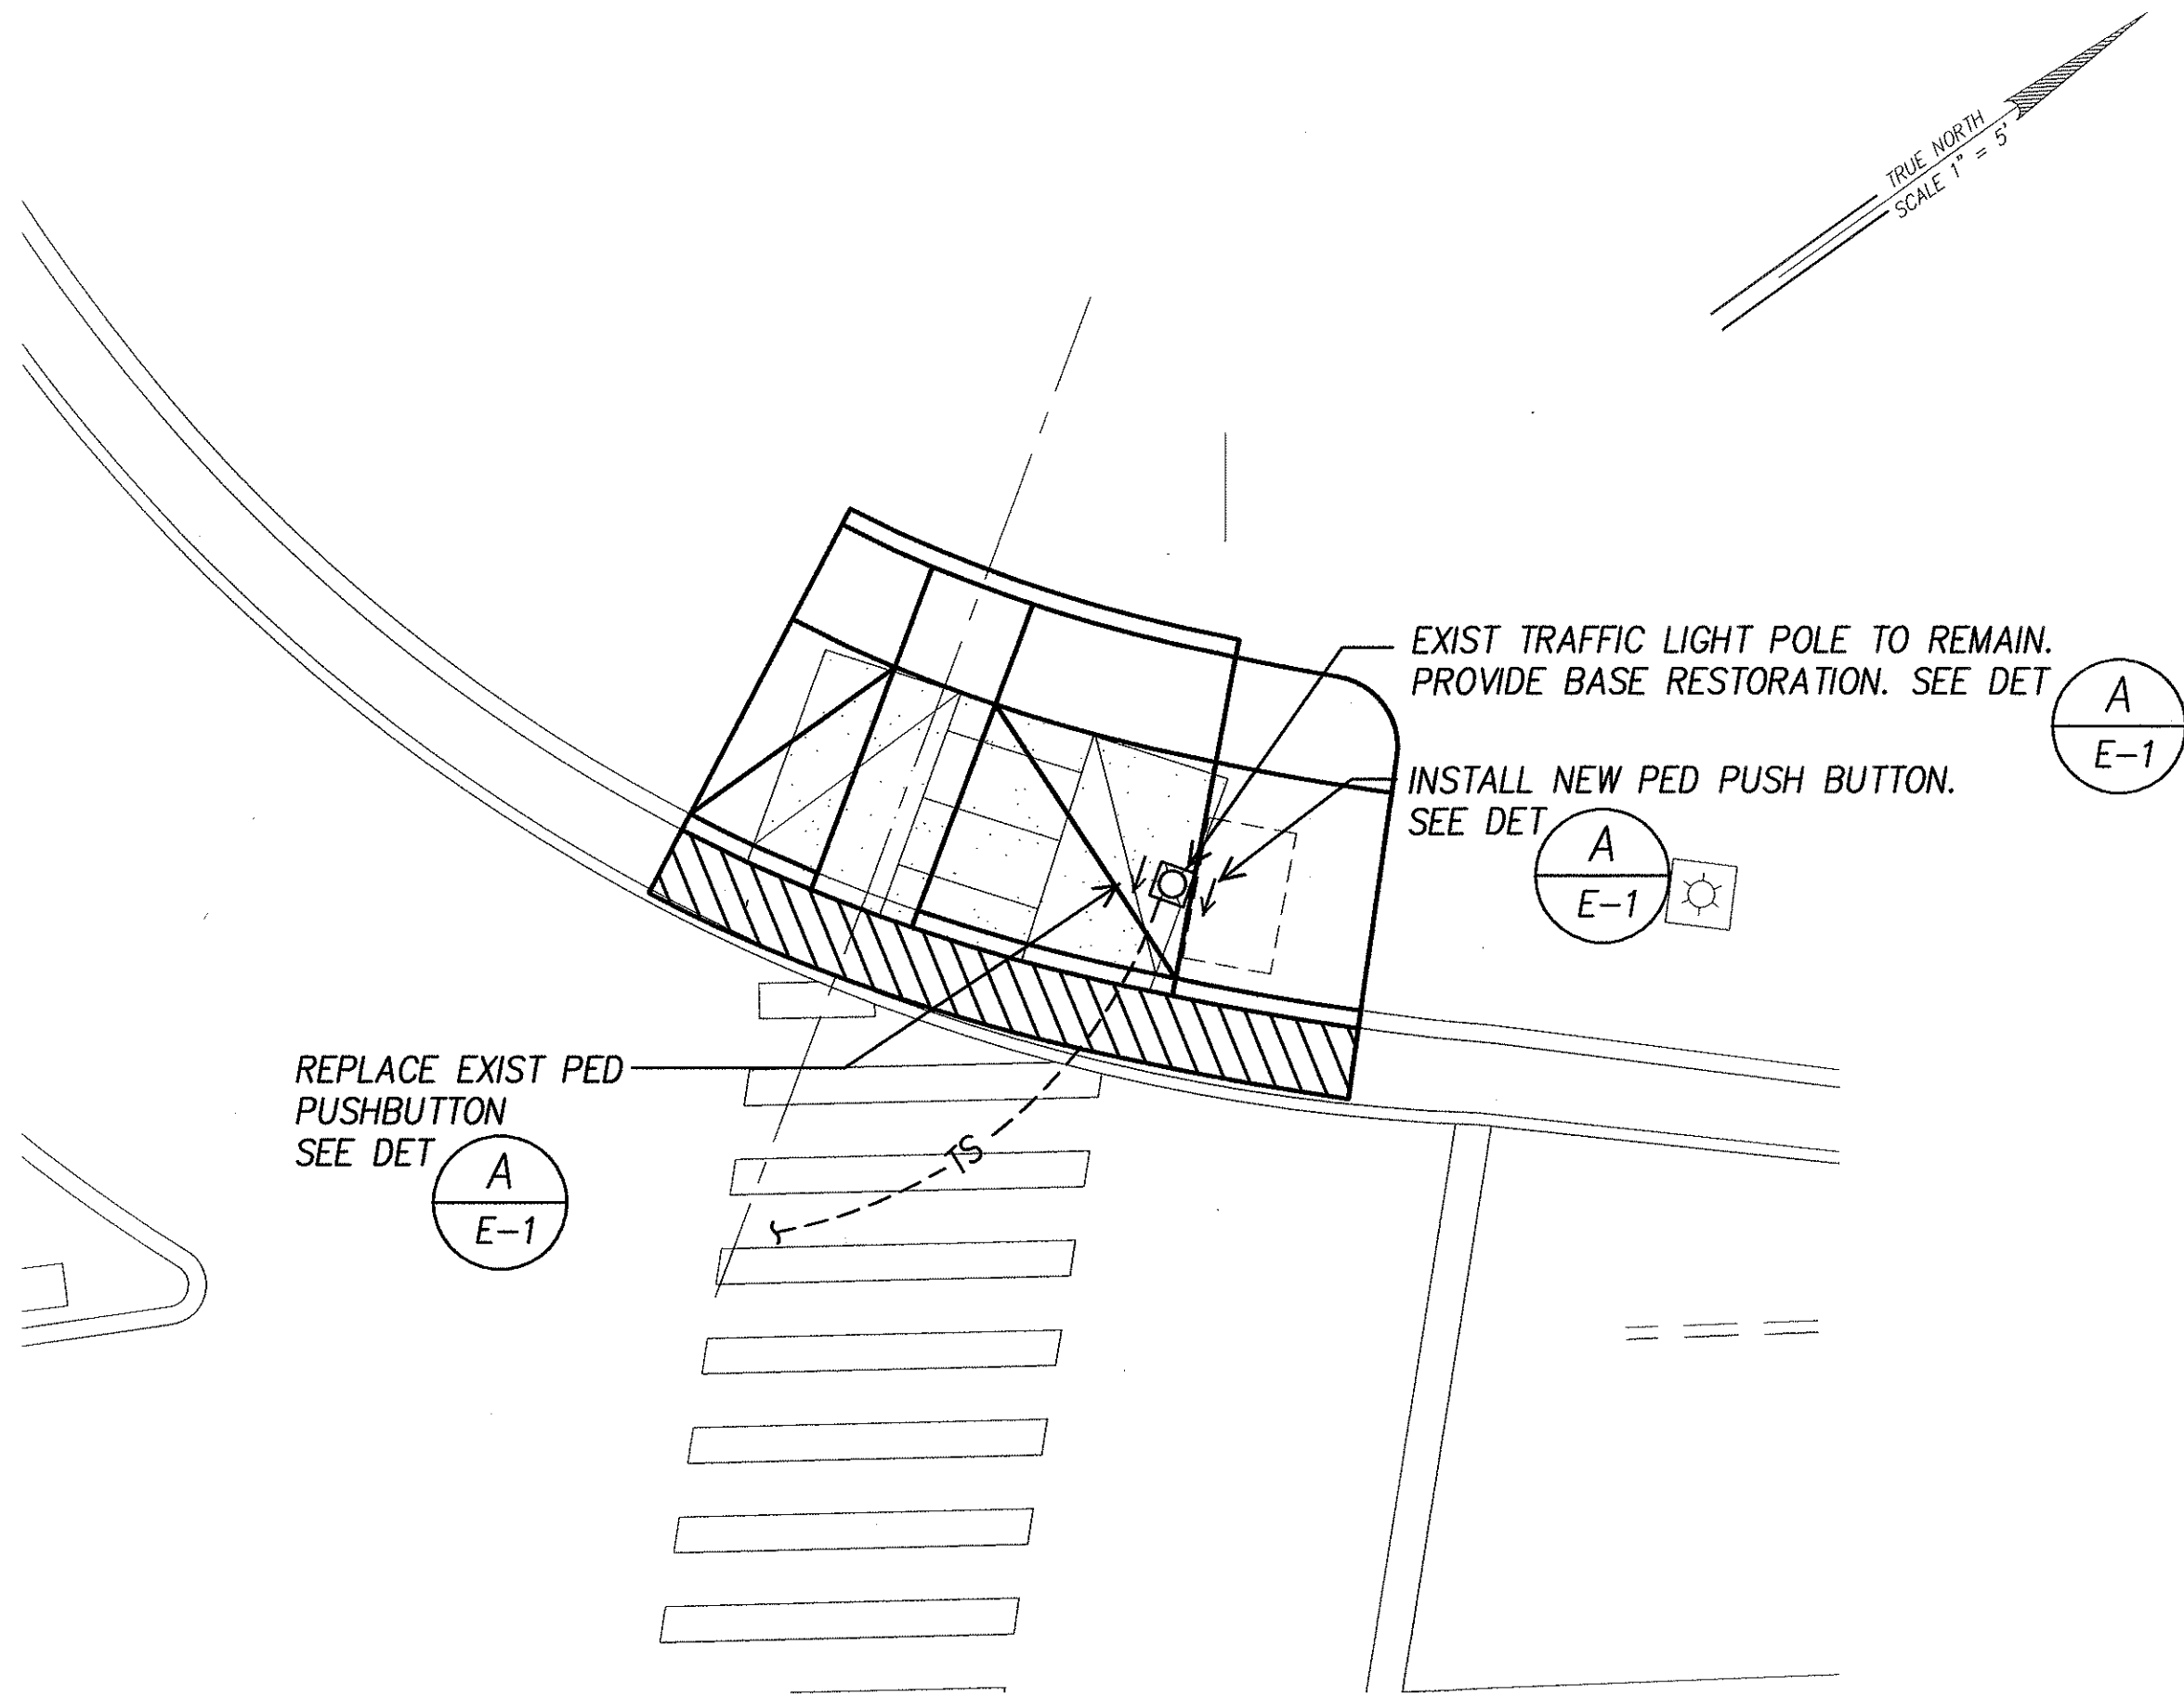 TRUE NORTH
SCALE 1" = 5'
EXIST TRAFFIC LIGHT POLE TO REMAIN.
PROVIDE BASE RESTORATION. SEE DET
A
E-1
INSTALL NEW PED PUSH BUTTON.
SEE DET
A
E-1
REPLACE EXIST PED
PUSHBUTTON
SEE DET
A
E-1
TS